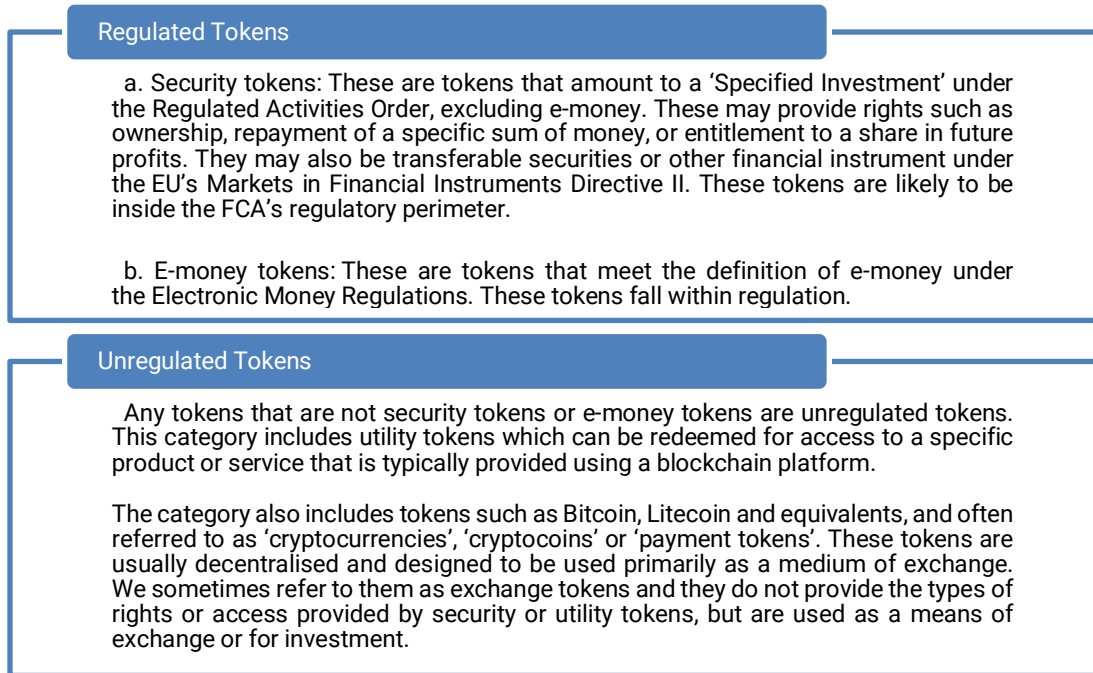 Regulated Tokens
a. Security tokens: These are tokens that amount to a ‘Specified Investment’ under
the Regulated Activities Order, excluding e-money. These may provide rights such as
ownership, repayment of a specific sum of money, or entitlement to a share in future
profits. They may also be transferable securities or other financial instrument under
the EU’s Markets in Financial Instruments Directive II. These tokens are likely to be
inside the FCA’s regulatory perimeter.
b. E-money tokens: These are tokens that meet the definition of e-money under
the Electronic Money Regulations. These tokens fall within regulation.
Unregulated Tokens
Any tokens that are not security tokens or e-money tokens are unregulated tokens.
This category includes utility tokens which can be redeemed for access to a specific
product or service that is typically provided using a blockchain platform.
The category also includes tokens such as Bitcoin, Litecoin and equivalents, and often
referred to as ‘cryptocurrencies’, ‘cryptocoins’ or ‘payment tokens’. These tokens are
usually decentralised and designed to be used primarily as a medium of exchange.
We sometimes refer to them as exchange tokens and they do not provide the types of
rights or access provided by security or utility tokens, but are used as a means of
exchange or for investment.